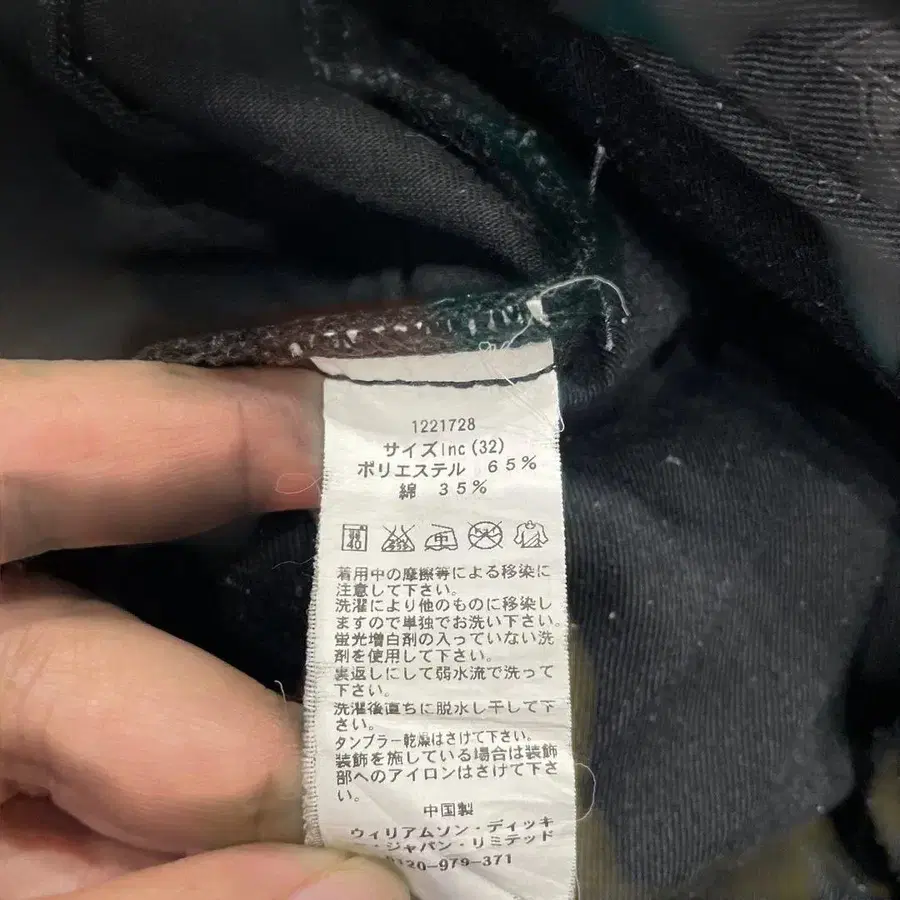 1221728
サイズInc(32)
ポリエステル 65%
綿 35%
40
中
着用中の摩擦等による移染に
注意して下さい。
洗濯により他のものに移染し
ますので単独でお洗い下さい。
蛍光増白剤の入っていない洗
剤を使用して下さい。
裏返しにして弱水流で洗って
下さい。
洗濯後直ちに脱水し干して下
さい。
タンブラー乾燥はさけて下さい。
装飾を施している場合は装飾
部へのアイロンはさけて下さ
い。
中国製
ウィリアムソン・ディッキ
ー・ジャパン・リミテッド
0120-979-371